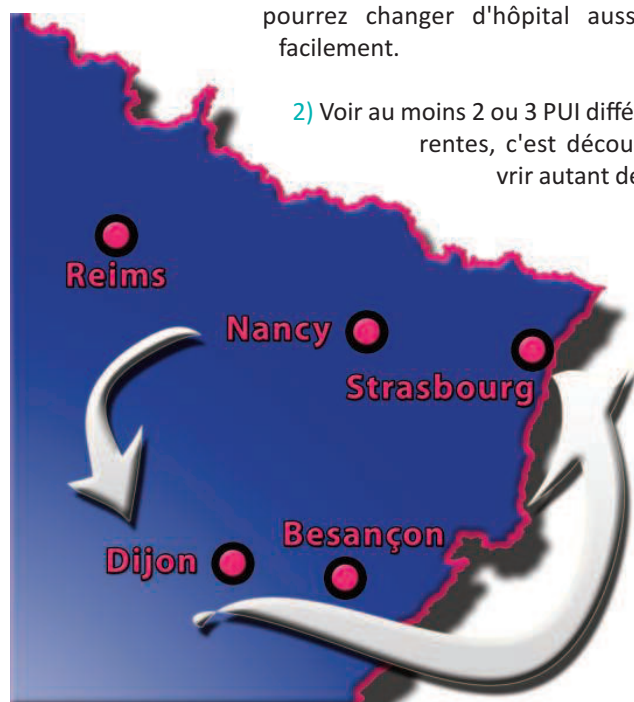 pourrez changer d'hôpital auss
facilement.
2) Voir au moins 2 ou 3 PUI diffé
rentes, c'est décou
vrir autant de
Reims
Nancy
Strasbourg
Besançon
Dijon